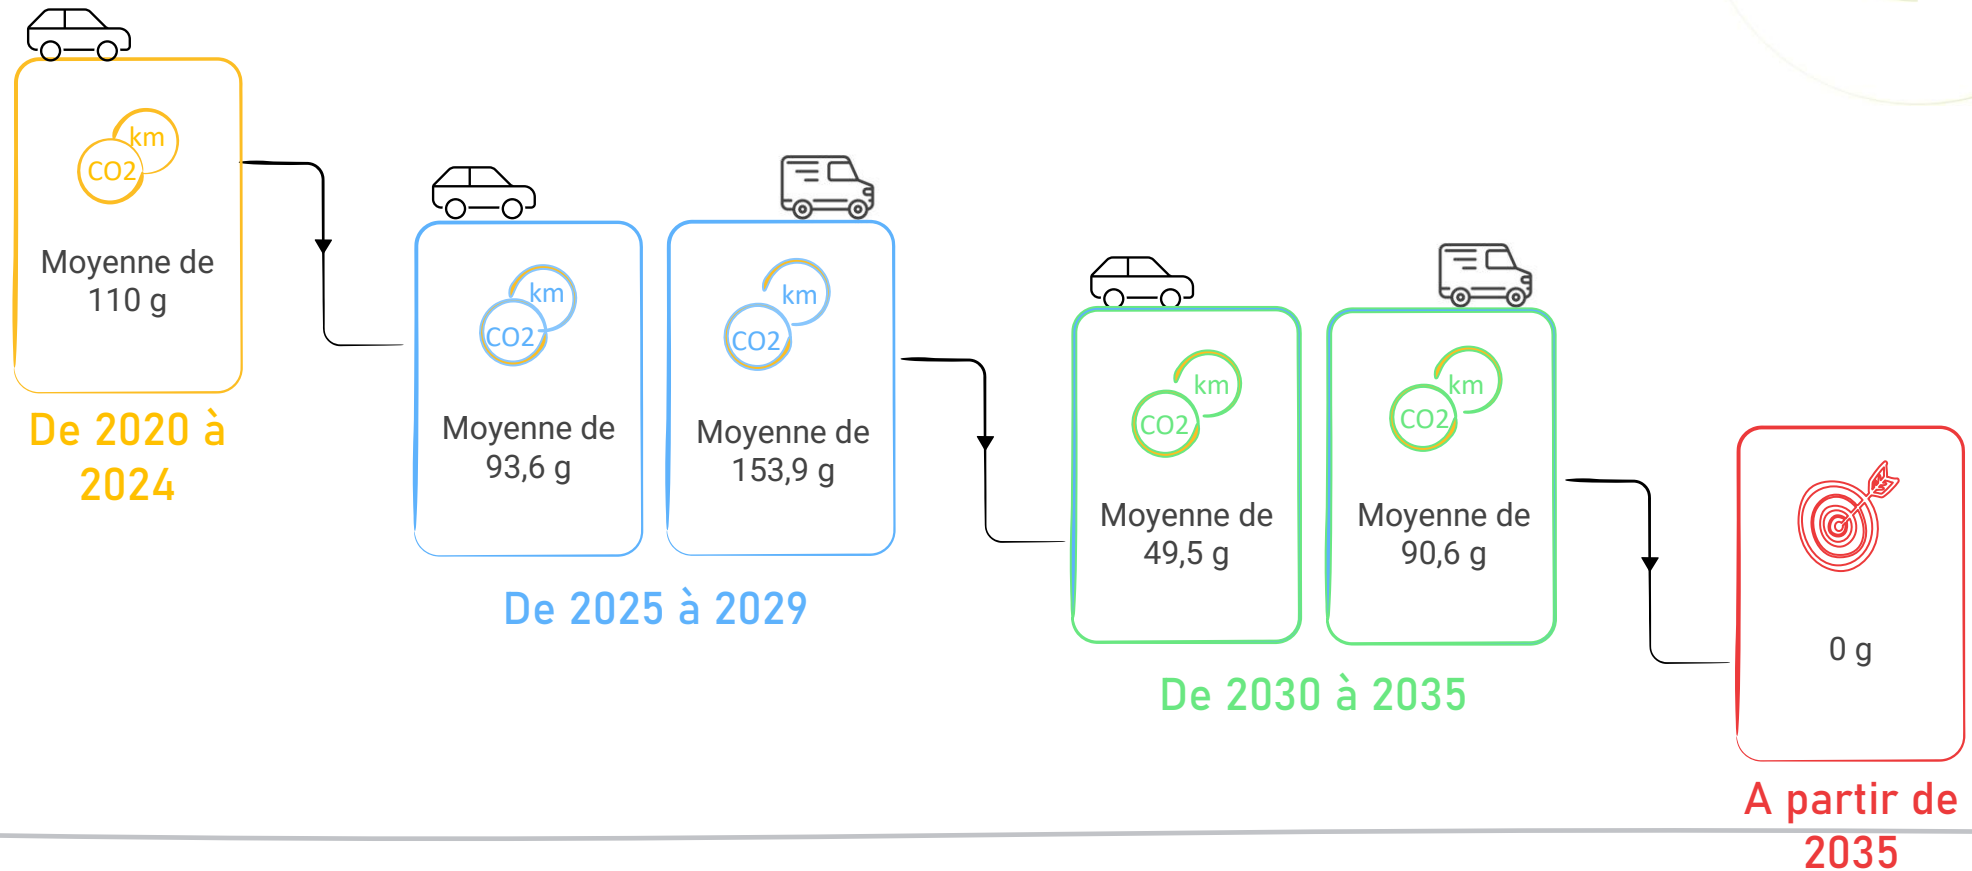 km
CO2
Moyenne de
110 g
De 2020 à
2024
km
CO2
Moyenne de
93,6 g
km
CO2
Moyenne de
153,9 g
De 2025 à 2029
km
CO2
Moyenne de
49,5 g
km
CO2
Moyenne de
90,6 g
De 2030 à 2035
0 g
A partir de
2035